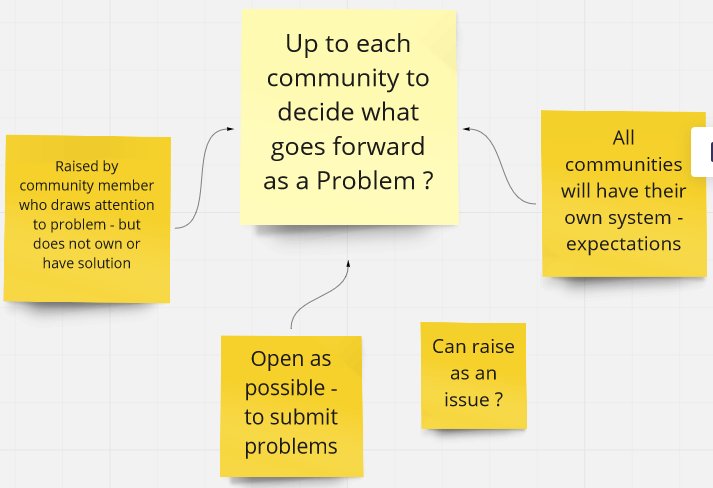 Up to each
community to
decide what
goes forward
as a Problem ?
Raised by
community member
who draws attention
to problem - but
does not own or
have solution
All
communities
will have their
own system -
expectations
Open as
possible -
to submit
problems
Can raise
as an
issue ?